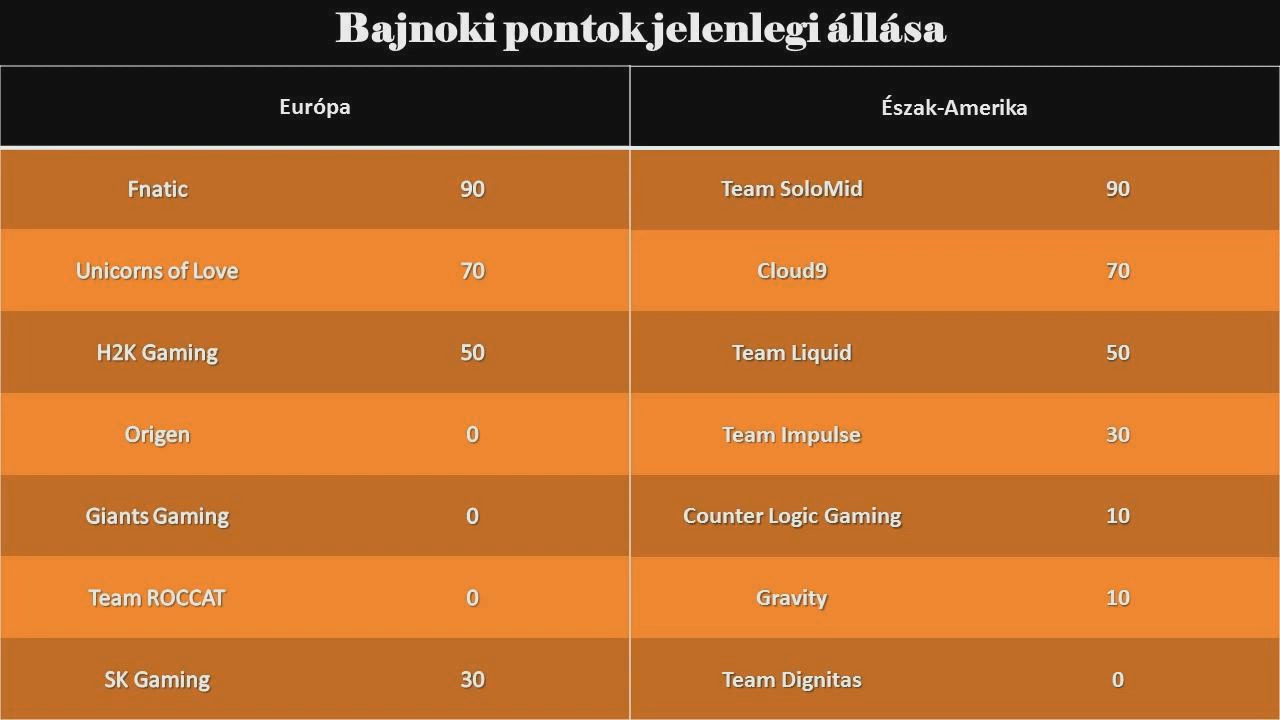 Bajnoki pontok jelenlegi állása
Európa Észak-Amerika
Fnatic 90 Team SoloMid 90
Unicorns of Love 70 Cloud9 70
H2K Gaming 50 Team Liquid 50
Origen 0 Team Impulse 30
Giants Gaming 0 Counter Logic Gaming 10
Team ROCCAT 0 Gravity 10
SK Gaming 30 Team Dignitas 0